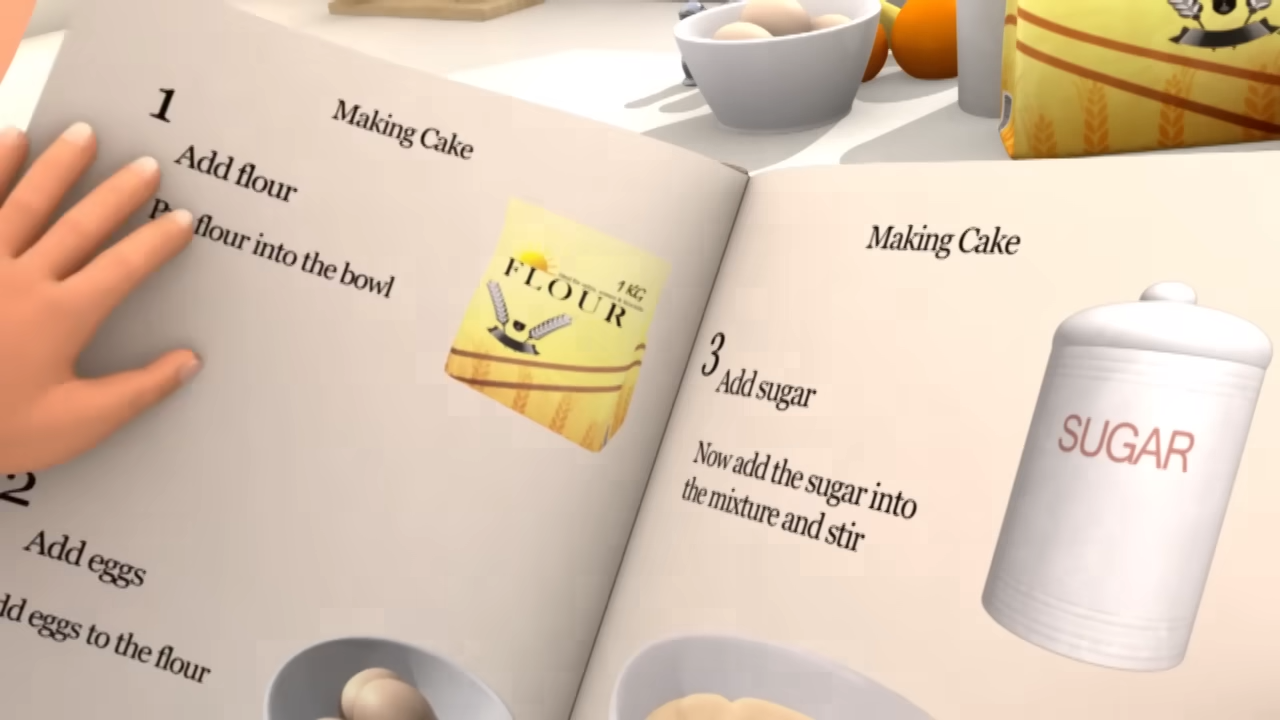 Making Cake
1
Add flour
flour into the bowl
FLOUR
1 KG
2
Add eggs
eggs to the flour
Making Cake
3
Add sugar
Now add the sugar into
the mixture and stir
SUGAR